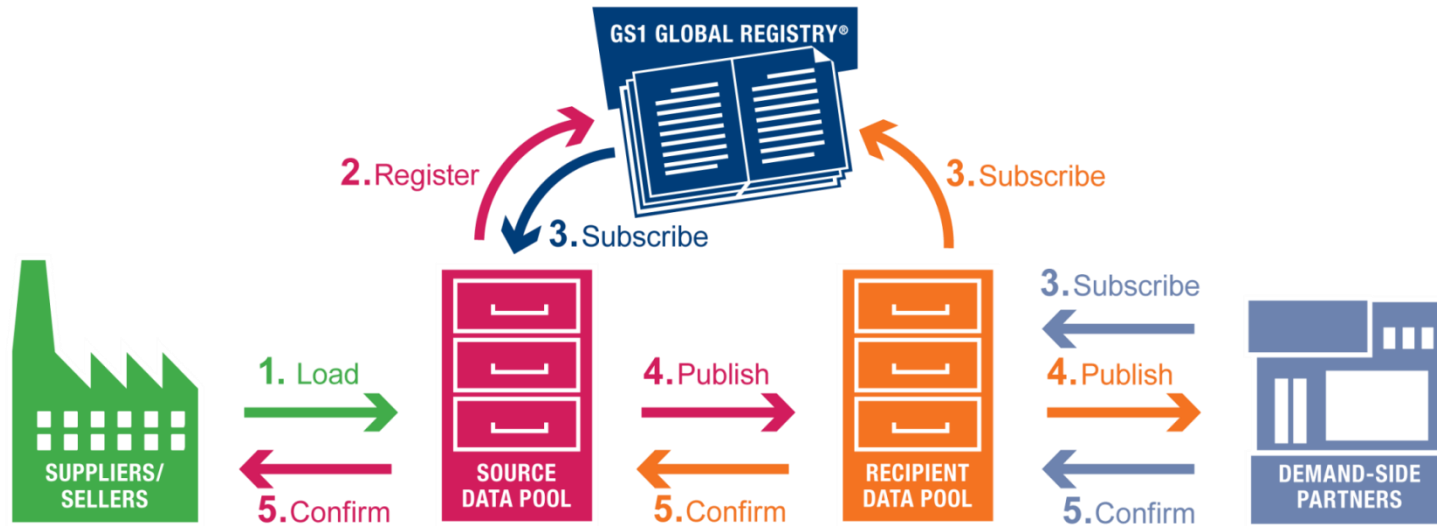 GS1 GLOBAL REGISTRY®
2. Register
3. Subscribe
3. Subscribe
3. Subscribe
1. Load
4. Publish
4. Publish
SUPPLIERS/
SELLERS
SOURCE
DATA POOL
RECIPIENT
DATA POOL
DEMAND-SIDE
PARTNERS
5. Confirm
5. Confirm
5. Confirm